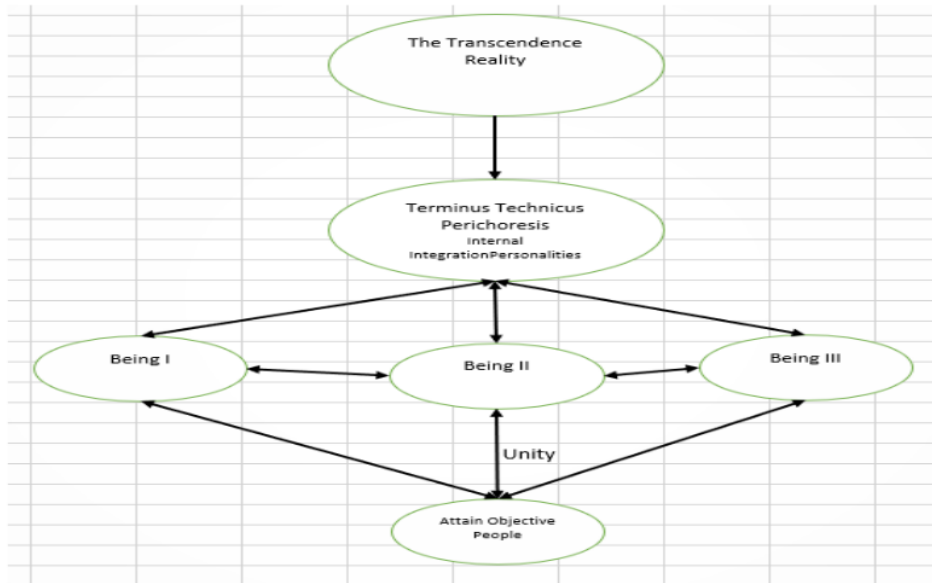 The Transcendence
Reality
Terminus Technicus
Perichoresis
Internal
IntegrationPersonalities
Being I
Being II
Being III
Unity
Attain Objective
People